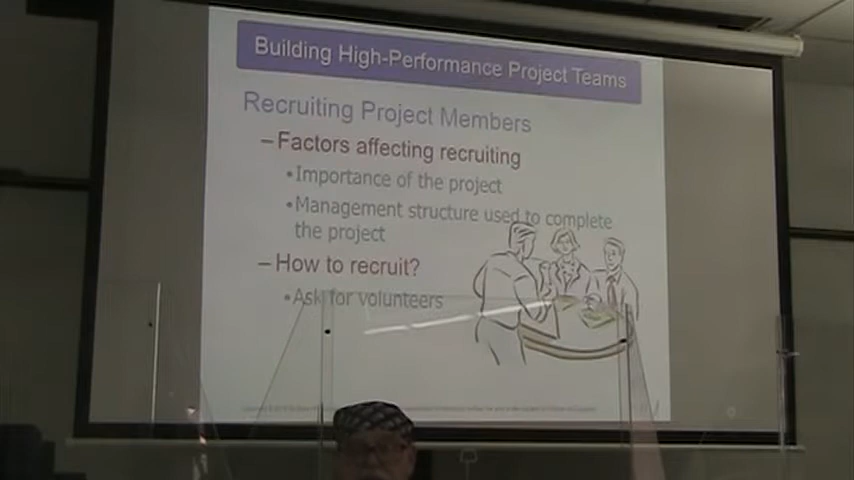 Building High-Performance Project Teams
Recruiting Project Members
– Factors affecting recruiting
•Importance of the project
•Management structure used to complete
the project
– How to recruit?
•Ask for volunteers